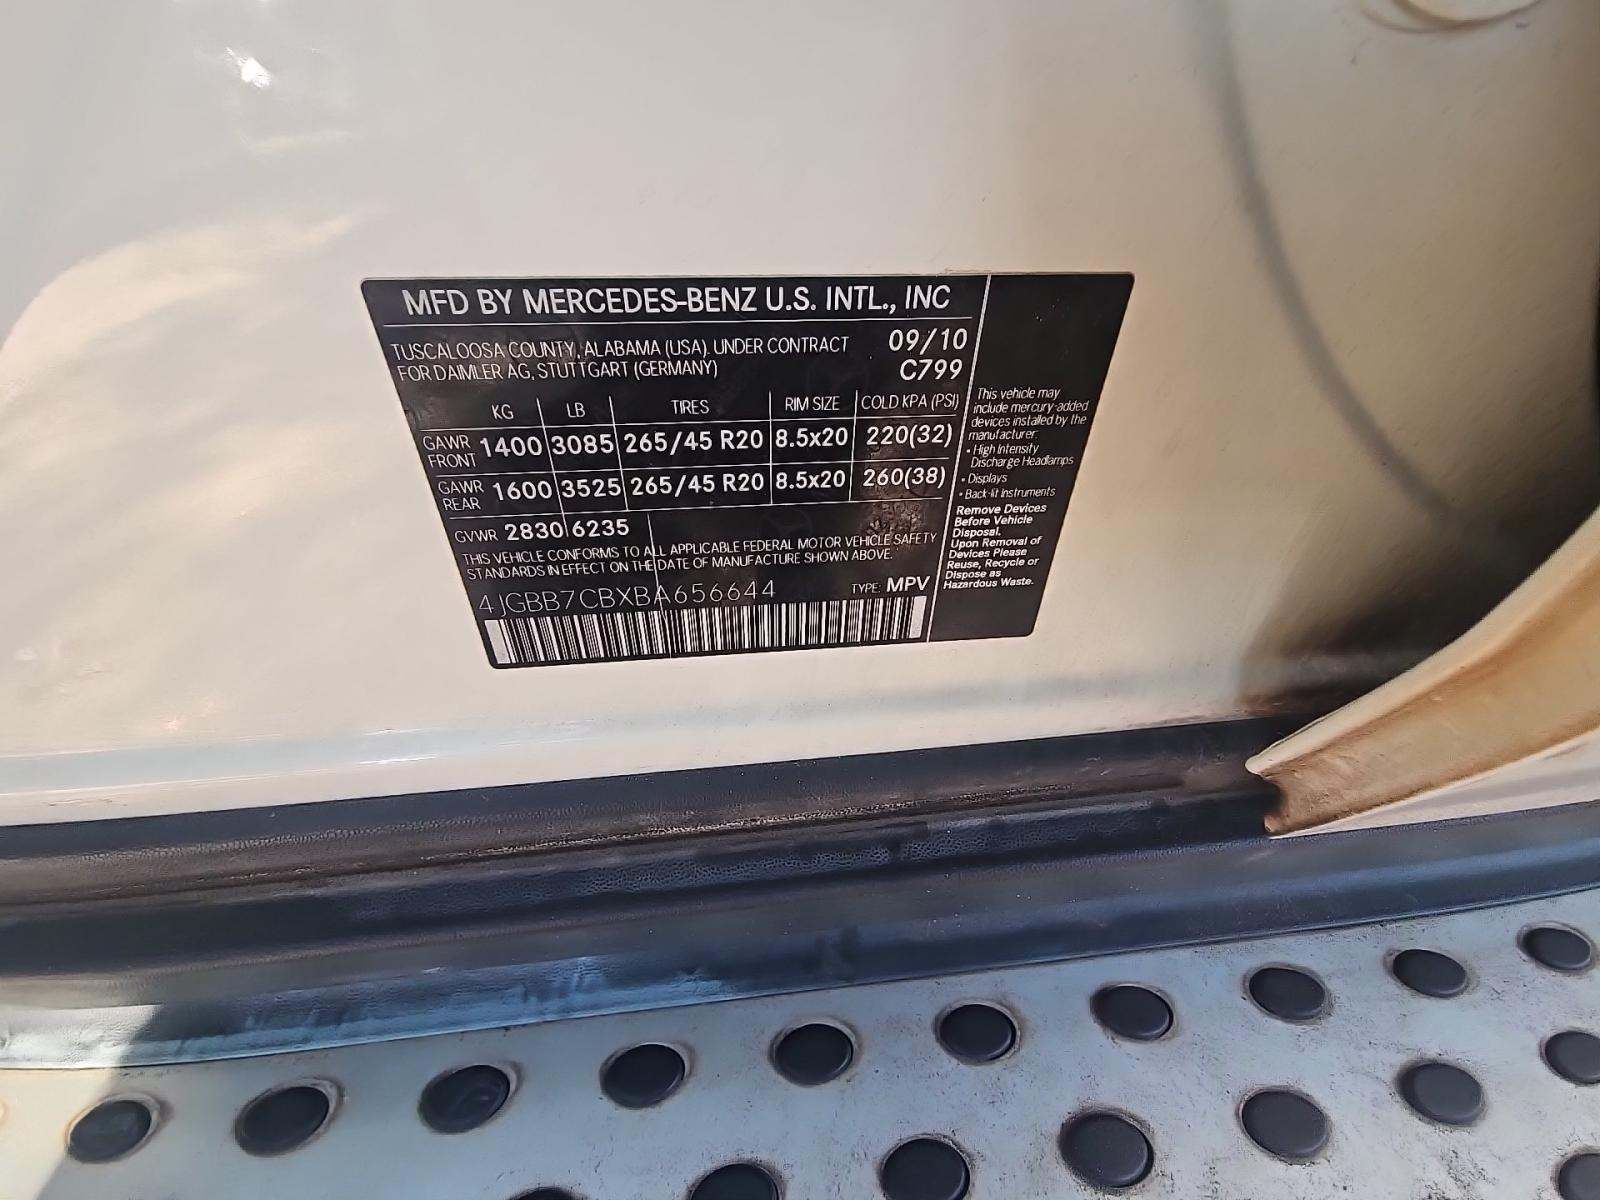 MFD BY MERCEDES-BENZ U.S. INTL., INC
TUSCALOOSA COUNTY, ALABAMA (USA). UNDER CONTRACT
FOR DAIMLER AG, STUTTGART (GERMANY)
09/10
C799
KG LB TIRES RIM SIZE COLD KPA (PSI)
GAWR FRONT 1400 3085 265/45 R20 8.5x20 220(32)
GAWR REAR 1600 3525 265/45 R20 8.5x20 260(38)
GVWR 2830 6235
THIS VEHICLE CONFORMS TO ALL APPLICABLE FEDERAL MOTOR VEHICLE SAFETY
STANDARDS IN EFFECT ON THE DATE OF MANUFACTURE SHOWN ABOVE.
4JGBB7CBXBA656644 TYPE: MPV
This vehicle may
include mercury-added
devices installed by the
manufacturer:
• High Intensity
Discharge Headlamps
• Displays
• Back-lit Instruments
Remove Devices
Before Vehicle
Disposal.
Upon Removal of
Devices Please
Reuse, Recycle or
Dispose as
Hazardous Waste.